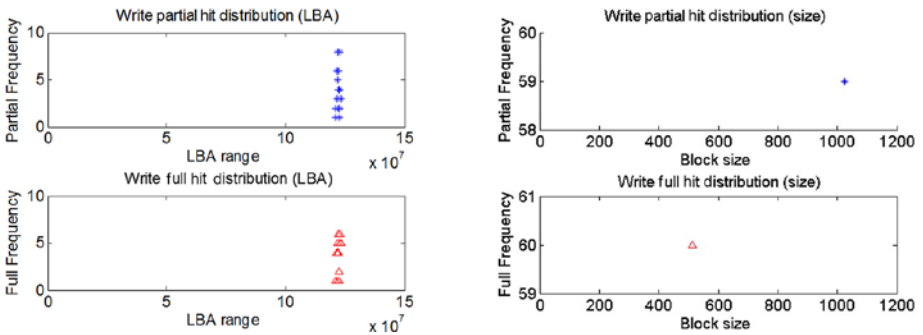 Write partial hit distribution (LBA)
Partial Frequency
10
5
0
0
5
10
15
LBA range
x 10^7
Write partial hit distribution (size)
Partial Frequency
60
59
58
0
200
400
600
800
1000
1200
Block size
Write full hit distribution (LBA)
Full Frequency
10
5
0
0
5
10
15
LBA range
x 10^7
Write full hit distribution (size)
Full Frequency
61
60
59
0
200
400
600
800
1000
1200
Block size